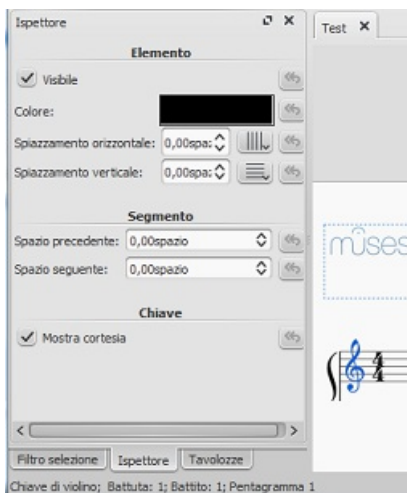 Ispettore
Test
Elemento
Visibile
Colore:
Spiazzamento orizzontale: 0,00spa:
Spiazzamento verticale: 0,00spa:
Segmento
Spazio precedente: 0,00spazio
Spazio seguente: 0,00spazio
mûses
Chiave
Mostra cortesia
Filtro selezione Ispettore Tavolozze
Chiave di violino; Battuta: 1; Battito: 1; Pentagramma 1